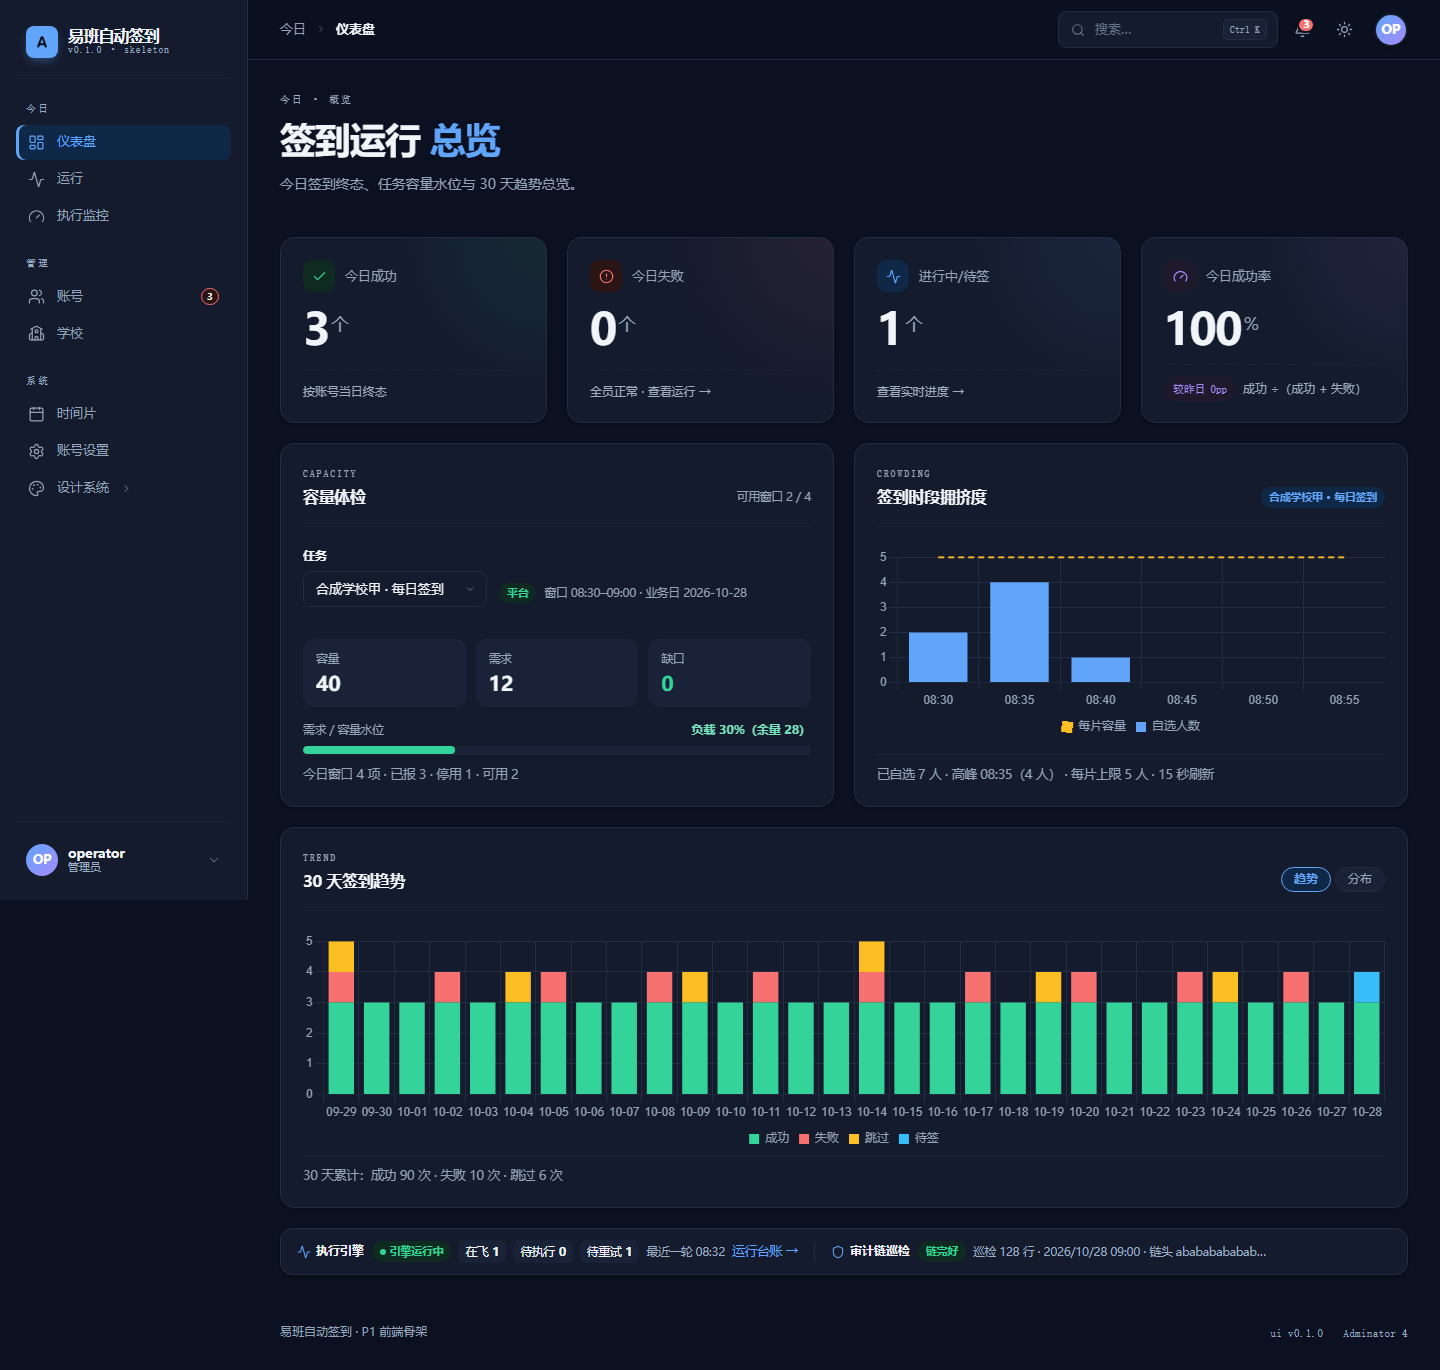 A
易班自动签到
v0.1.0 • skeleton
今日
仪表盘
运行
执行监控
管理
账号
3
学校
系统
时间片
账号设置
设计系统
OP
operator
管理员
今日
仪表盘
搜索...
Ctrl K
3
OP
今日 • 概览
签到运行 总览
今日签到终态、任务容量水位与 30 天趋势总览。
今日成功
3个
按账号当日终态
今日失败
0个
全员正常 · 查看运行 →
进行中/待签
1个
查看实时进度 →
今日成功率
100%
较昨日 0pp 成功 ÷（成功 + 失败）
CAPACITY
容量体检
可用窗口 2 / 4
任务
合成学校甲 · 每日签到
平台
窗口 08:30–09:00 · 业务日 2026-10-28
容量
40
需求
12
缺口
0
需求 / 容量水位
负载 30%（余量 28）
今日窗口 4 项 · 已报 3 · 停用 1 · 可用 2
CROWDING
签到时段拥挤度
合成学校甲 • 每日签到
5
4
3
2
1
0
08:30 08:35 08:40 08:45 08:50 08:55
每片容量 自选人数
已自选 7 人 · 高峰 08:35（4 人） · 每片上限 5 人 · 15 秒刷新
TREND
30 天签到趋势
趋势
分布
5
4
3
2
1
0
09-29 09-30 10-01 10-02 10-03 10-04 10-05 10-06 10-07 10-08 10-09 10-10 10-11 10-12 10-13 10-14 10-15 10-16 10-17 10-18 10-19 10-20 10-21 10-22 10-23 10-24 10-25 10-26 10-27 10-28
成功 失败 跳过 待签
30 天累计：成功 90 次 · 失败 10 次 · 跳过 6 次
执行引擎 引擎运行中 在飞 1 待执行 0 待重试 1 最近一轮 08:32 运行台账 → 审计链巡检 链完好 巡检 128 行 · 2026/10/28 09:00 · 链头 abababababab...
易班自动签到 · P1 前端骨架
ui v0.1.0 Adminator 4